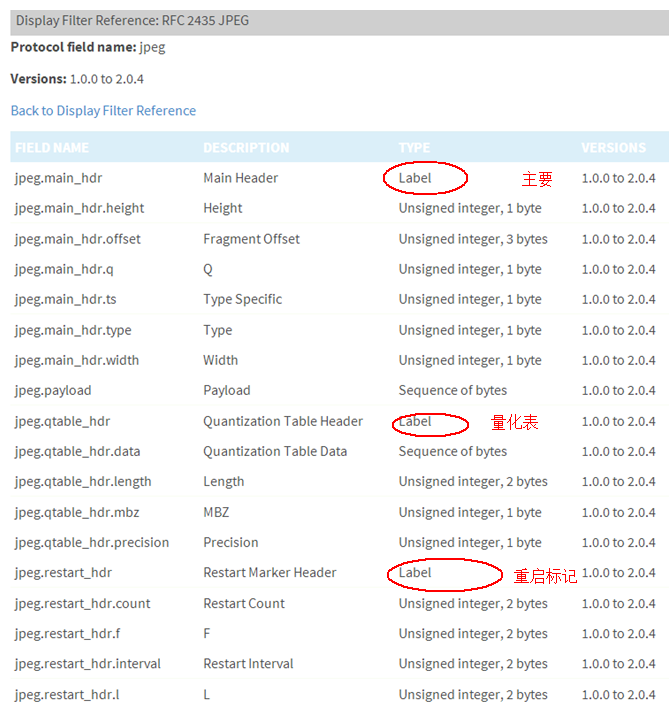 Display Filter Reference: RFC 2435 JPEG
Protocol field name: jpeg
Versions: 1.0.0 to 2.0.4
Back to Display Filter Reference
FIELD NAME DESCRIPTION TYPE VERSIONS
jpeg.main_hdr Main Header Label 主要 1.0.0 to 2.0.4
jpeg.main_hdr.height Height Unsigned integer, 1 byte 1.0.0 to 2.0.4
jpeg.main_hdr.offset Fragment Offset Unsigned integer, 3 bytes 1.0.0 to 2.0.4
jpeg.main_hdr.q Q Unsigned integer, 1 byte 1.0.0 to 2.0.4
jpeg.main_hdr.ts Type Specific Unsigned integer, 1 byte 1.0.0 to 2.0.4
jpeg.main_hdr.type Type Unsigned integer, 1 byte 1.0.0 to 2.0.4
jpeg.main_hdr.width Width Unsigned integer, 1 byte 1.0.0 to 2.0.4
jpeg.payload Payload Sequence of bytes 1.0.0 to 2.0.4
jpeg.qtable_hdr Quantization Table Header Label 量化表 1.0.0 to 2.0.4
jpeg.qtable_hdr.data Quantization Table Data Sequence of bytes 1.0.0 to 2.0.4
jpeg.qtable_hdr.length Length Unsigned integer, 2 bytes 1.0.0 to 2.0.4
jpeg.qtable_hdr.mbz MBZ Unsigned integer, 1 byte 1.0.0 to 2.0.4
jpeg.qtable_hdr.precision Precision Unsigned integer, 1 byte 1.0.0 to 2.0.4
jpeg.restart_hdr Restart Marker Header Label 重启标记 1.0.0 to 2.0.4
jpeg.restart_hdr.count Restart Count Unsigned integer, 2 bytes 1.0.0 to 2.0.4
jpeg.restart_hdr.f F Unsigned integer, 2 bytes 1.0.0 to 2.0.4
jpeg.restart_hdr.interval Restart Interval Unsigned integer, 2 bytes 1.0.0 to 2.0.4
jpeg.restart_hdr.l L Unsigned integer, 2 bytes 1.0.0 to 2.0.4